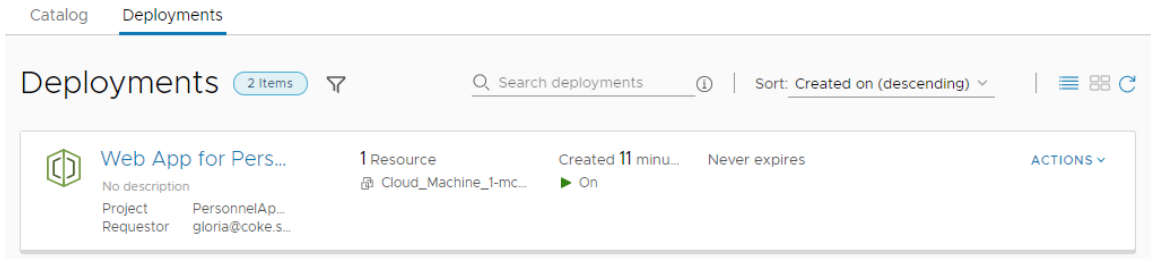 Catalog Deployments
Deployments 2 Items Search deployments Sort: Created on (descending)
Web App for Pers... 1 Resource Created 11 minu... Never expires ACTIONS
No description Cloud_Machine_1-mc... On
Project PersonnelAp...
Requestor gloria@coke.s...